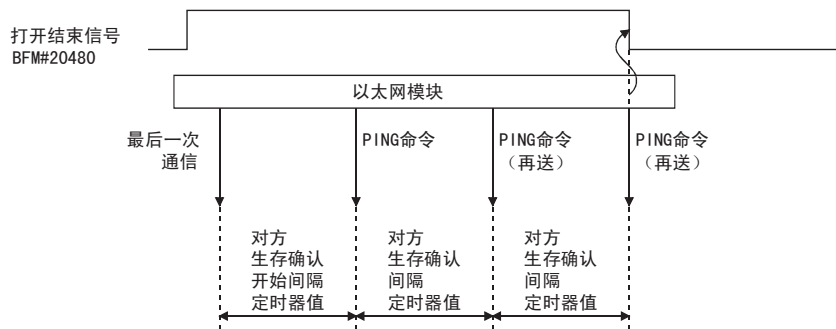 打开结束信号
BFM#20480
以太网模块
最后一次
通信
PING命令
PING命令
（再送）
PING命令
（再送）
对方
生存确认
开始间隔
定时器值
对方
生存确认
间隔
定时器值
对方
生存确认
间隔
定时器值